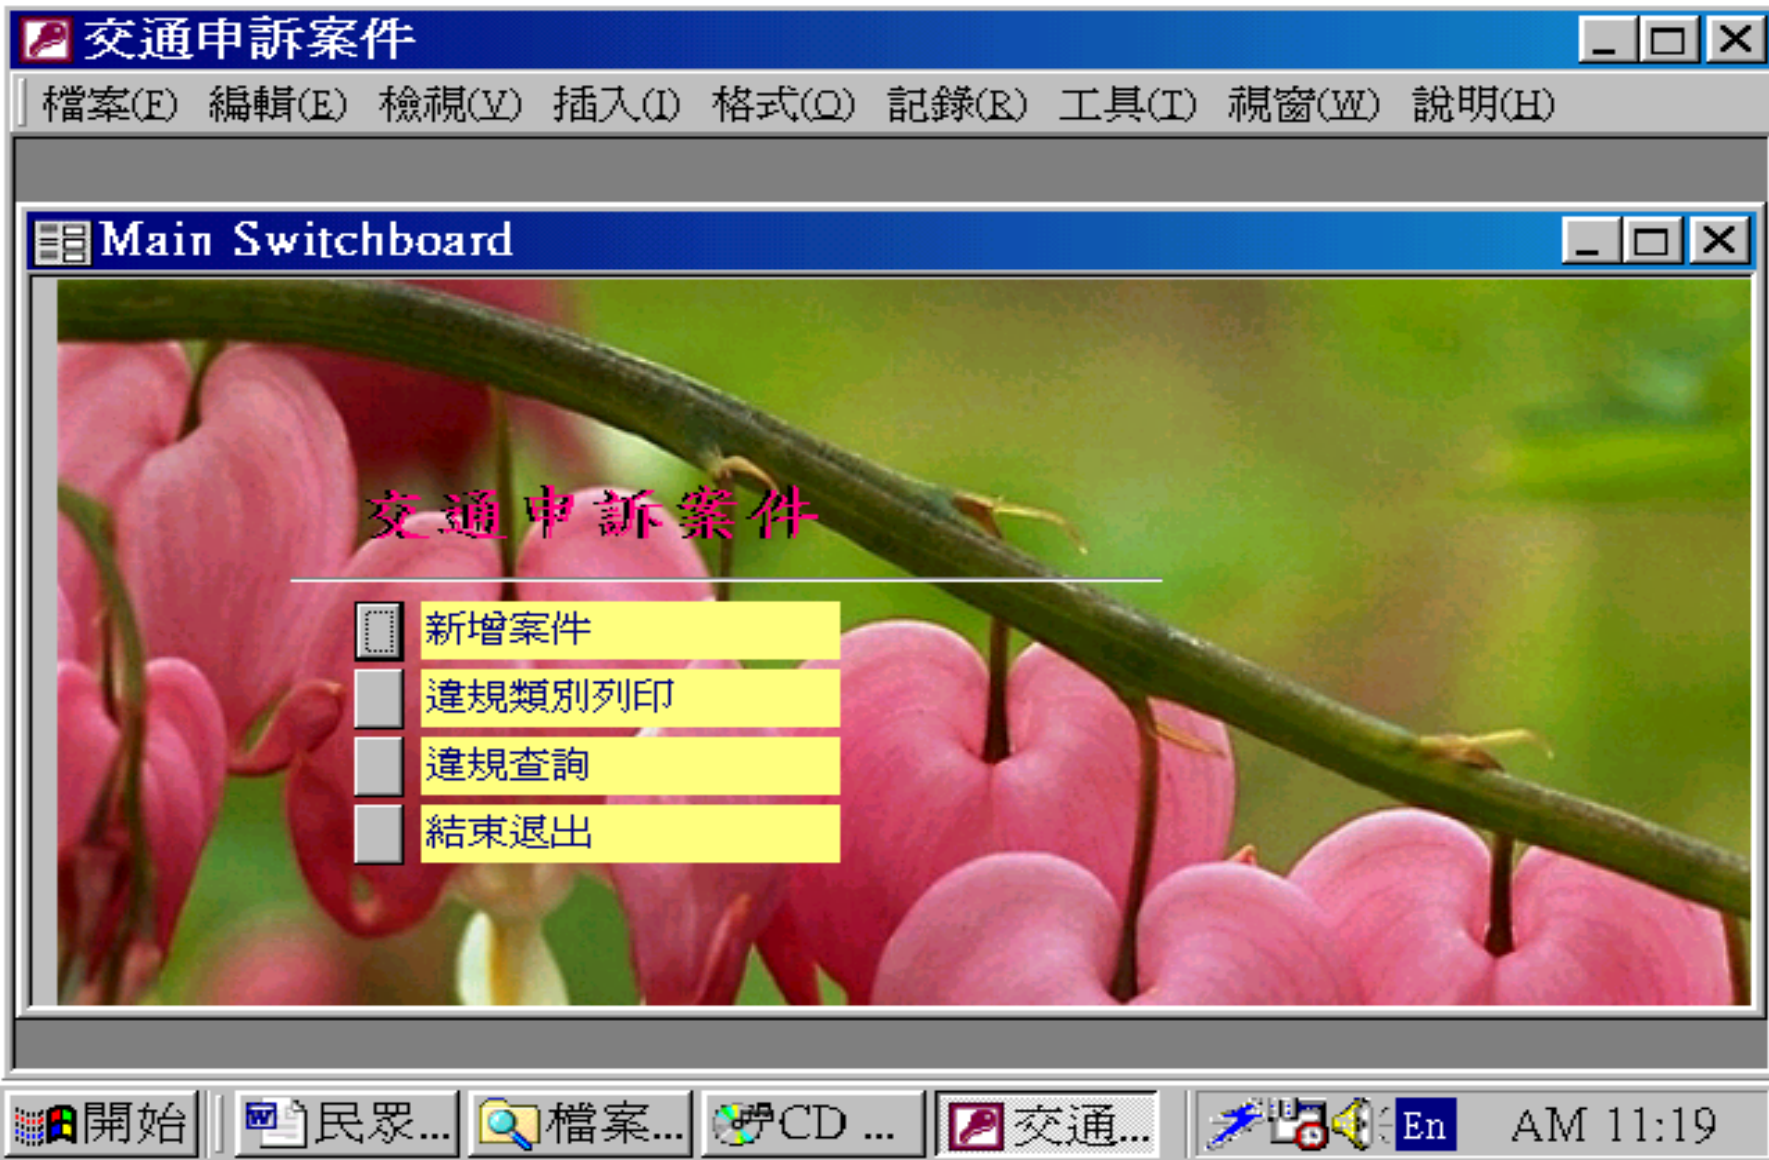 交通申訴案件
檔案(F) 編輯(E) 檢視(V) 插入(I) 格式(O) 記錄(R) 工具(T) 視窗(W) 說明(H)
Main Switchboard
交通申訴案件
新增案件
違規類別列印
違規查詢
結束退出
開始 民眾... 檔案... CD ... 交通... En AM 11:19